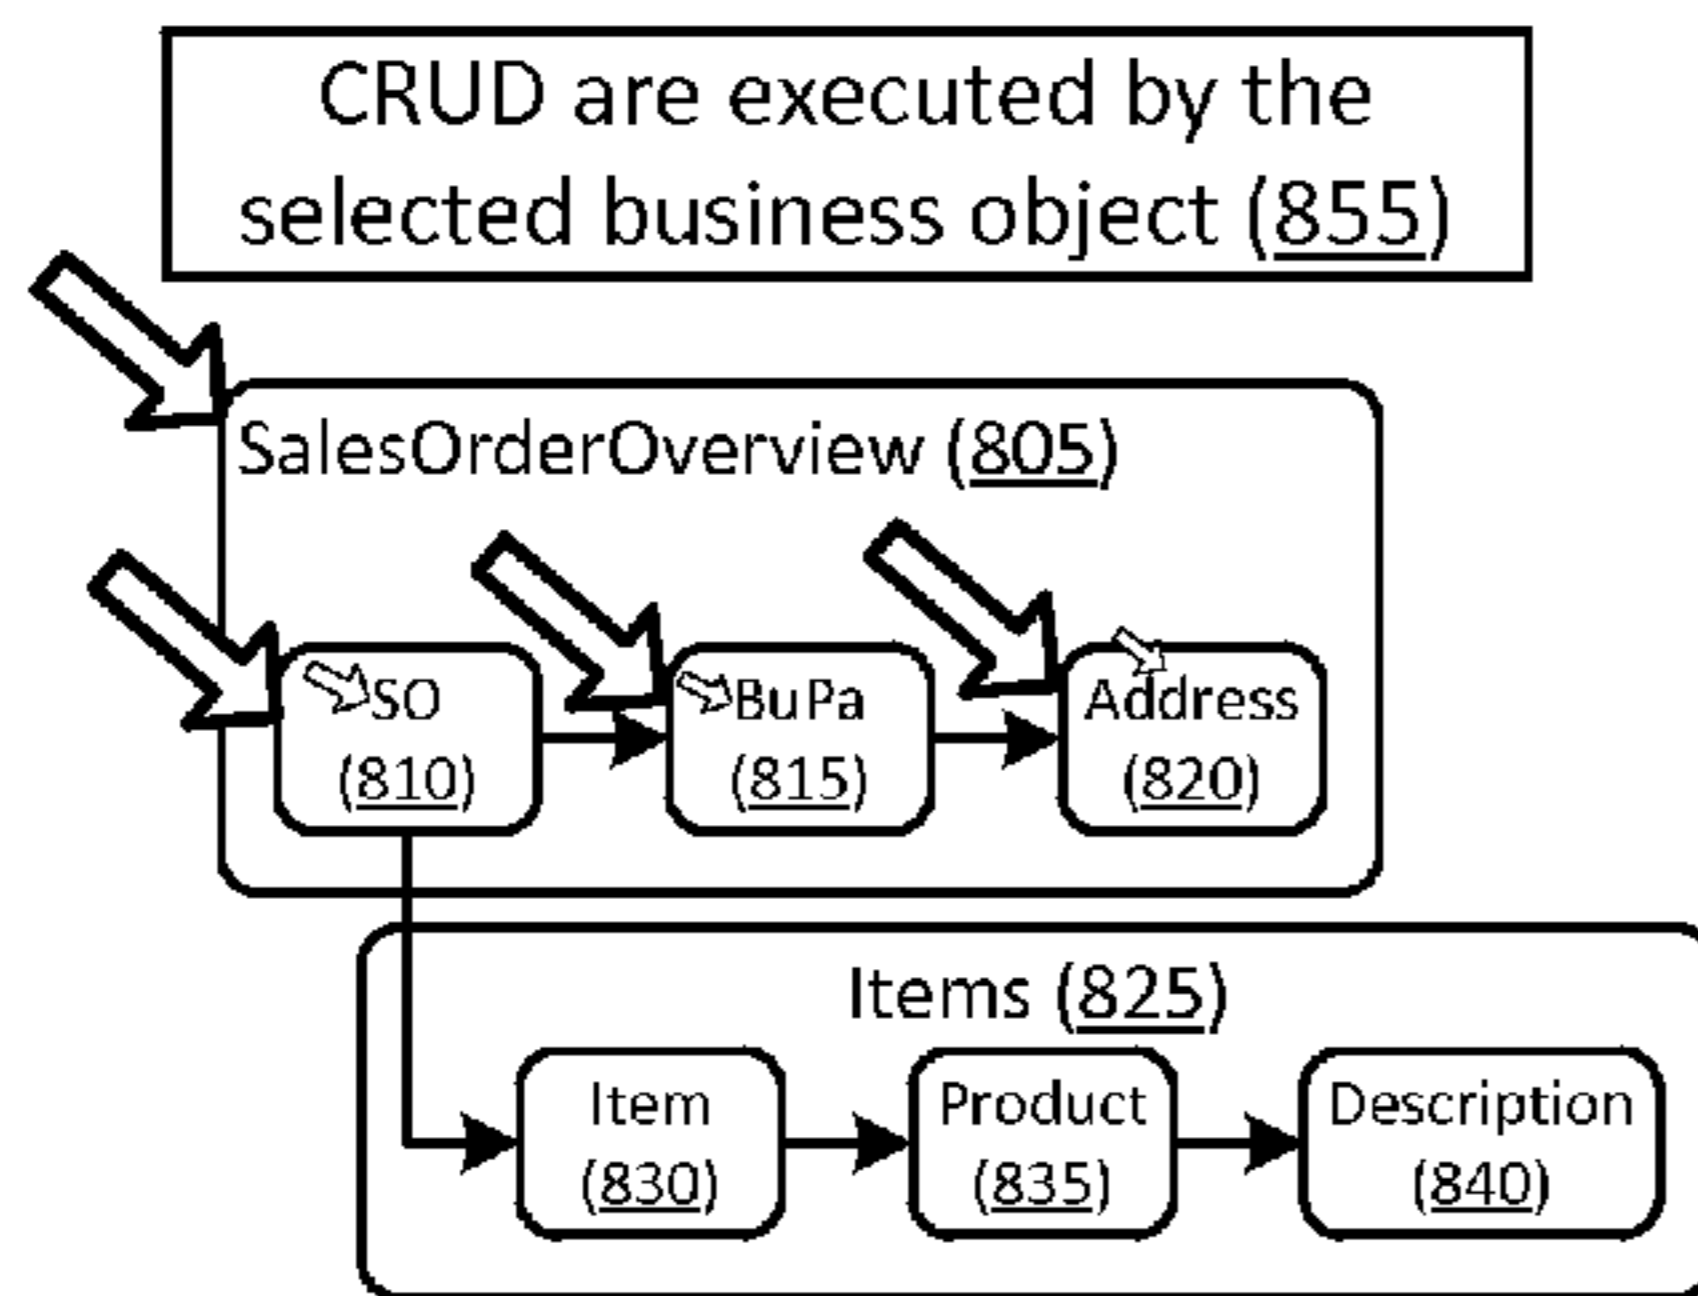 CRUD are executed by the
selected business object (855)
SalesOrderOverview (805)
SO
(810)
BuPa
(815)
Address
(820)
Items (825)
Item
(830)
Product
(835)
Description
(840)